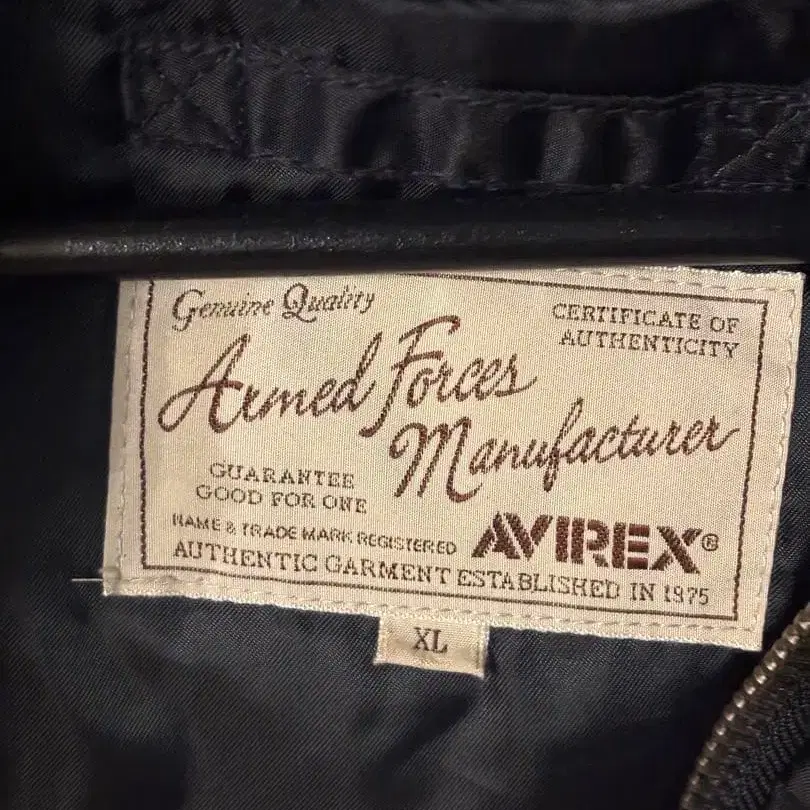 Genuine Quality
CERTIFICATE OF
AUTHENTICITY
Armed Forces
Manufacturer
GUARANTEE
GOOD FOR ONE
NAME & TRADE MARK REGISTERED
AVIREX®
AUTHENTIC GARMENT ESTABLISHED IN 1975
XL